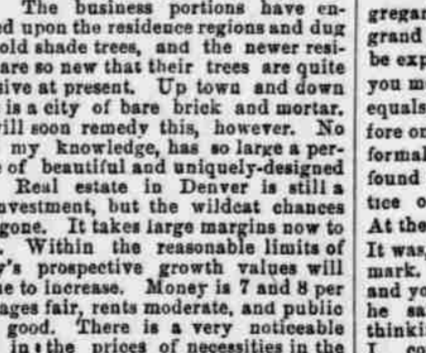 The business portions have en-
ed upon the residence regions and dug
old shade trees, and the newer resi-
are so new that their trees are quite
sive at present. Up town and down
is a city of bare brick and mortar.
will soon remedy this, however. No
my knowledge, has so large a per-
of beautiful and uniquely-designed
Real estate in Denver is still a
nvestment, but the wildcat chances
gone. It takes large margins now to
Within the reasonable limits of
y's prospective growth values will
ue to increase. Money is 7 and 8 per
ages fair, rents moderate, and public
good. There is a very noticeable
in the prices of necessities in the
gregar
grand
be exp
you m
equals
fore or
formal
found
tice o
At the
It was,
mark.
and yo
he sa
thinki
I co